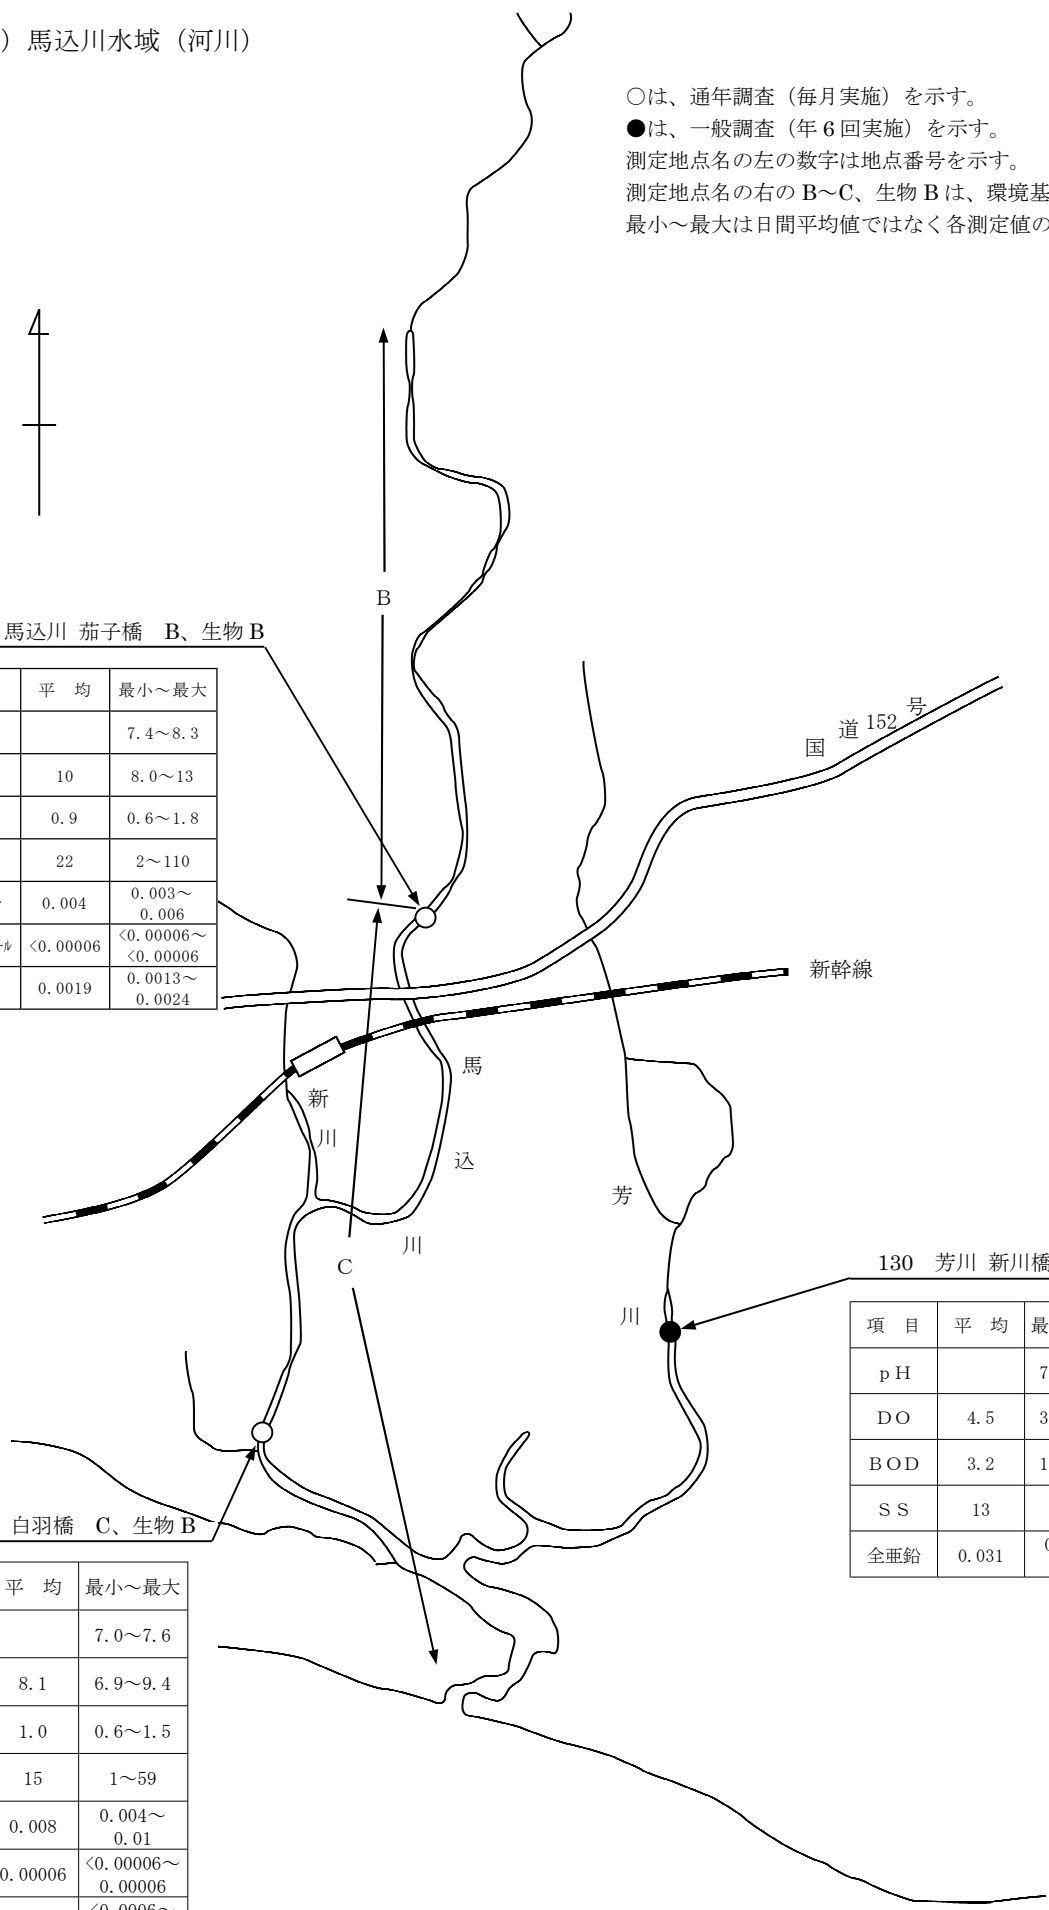 ）馬込川水域（河川）
○は、通年調査（毎月実施）を示す。
●は、一般調査（年 6 回実施）を示す。
測定地点名の左の数字は地点番号を示す。
測定地点名の右の B～C、生物 B は、環境基
最小～最大は日間平均値ではなく各測定値の
B
馬込川 茄子橋　B、生物 B
平　均　最小～最大
7.4～8.3
10　8.0～13
0.9　0.6～1.8
22　2～110
0.004　0.003～
0.006
ﾙ　<0.00006　<0.00006～
<0.00006
0.0019　0.0013～
0.0024
国道 152 号
新幹線
新川
馬込川
芳川
C
130　芳川 新川橋
項　目　平　均　最
ｐH　7
DO　4.5　3
BOD　3.2　1
ＳＳ　13
全亜鉛　0.031　0
白羽橋　C、生物 B
平　均　最小～最大
7.0～7.6
8.1　6.9～9.4
1.0　0.6～1.5
15　1～59
0.008　0.004～
0.01
0.00006　<0.00006～
0.00006
<0.0006～